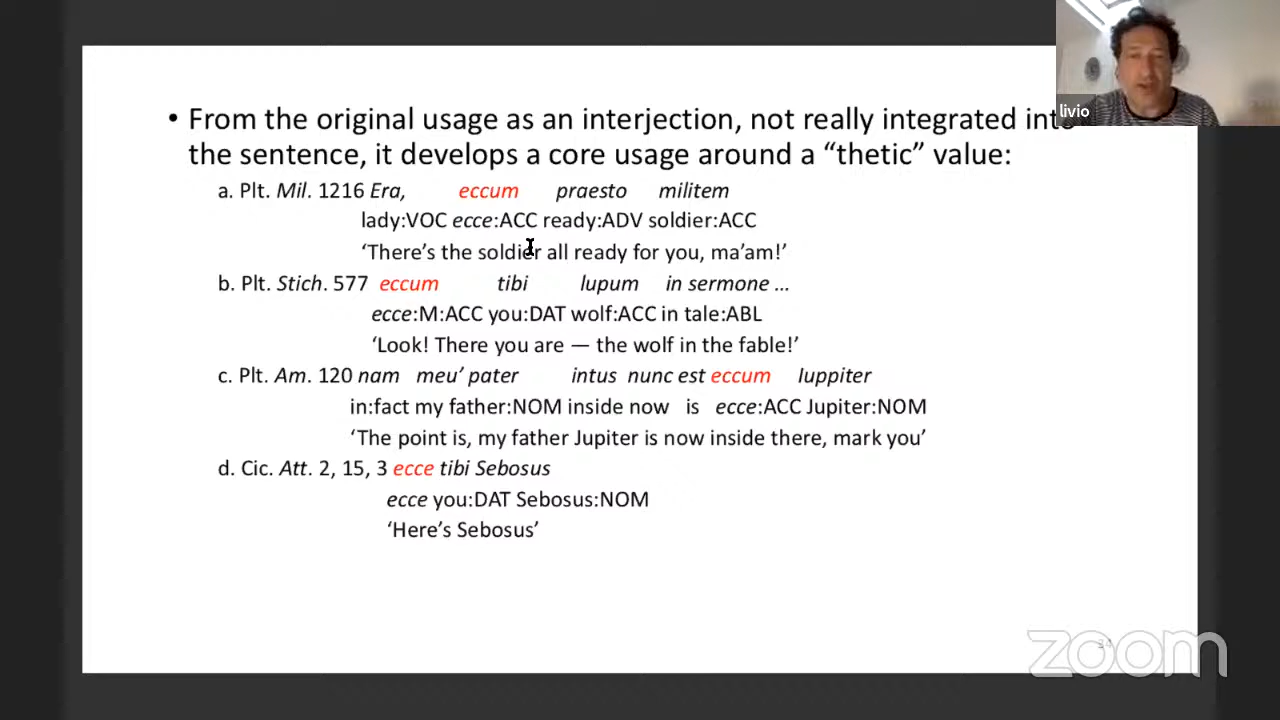 • From the original usage as an interjection, not really integrated into
the sentence, it develops a core usage around a “thetic” value:
a. Plt. Mil. 1216 Era, eccum praesto militem
lady:VOC ecce:ACC ready:ADV soldier:ACC
‘There’s the soldier all ready for you, ma’am!’
b. Plt. Stich. 577 eccum tibi lupum in sermone ...
ecce:M:ACC you:DAT wolf:ACC in tale:ABL
‘Look! There you are — the wolf in the fable!’
c. Plt. Am. 120 nam meu’ pater intus nunc est eccum Iuppiter
in:fact my father:NOM inside now is ecce:ACC Jupiter:NOM
‘The point is, my father Jupiter is now inside there, mark you’
d. Cic. Att. 2, 15, 3 ecce tibi Sebosus
ecce you:DAT Sebosus:NOM
‘Here’s Sebosus’
livio
zoom